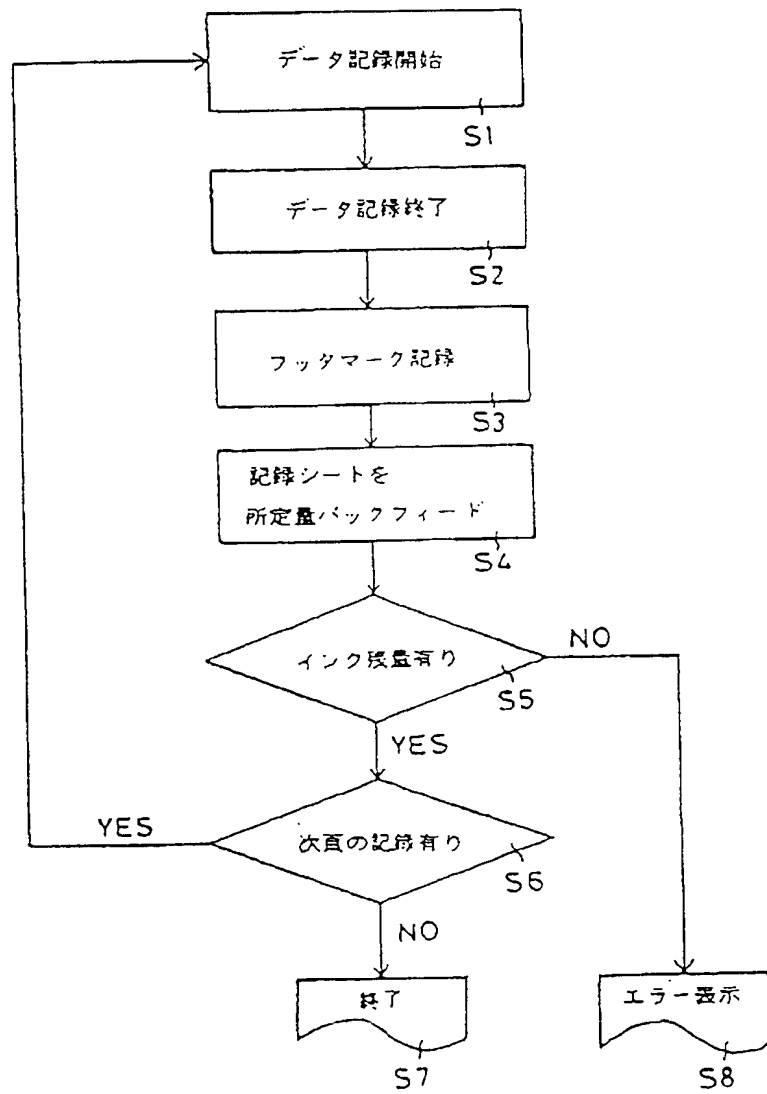 データ記録開始
S1
データ記録終了
S2
フッタマーク記録
S3
記録シートを
所定量バックフィード
S4
インク残量有り
NO
S5
YES
次頁の記録有り
YES
S6
NO
終了
エラー表示
S7
S8